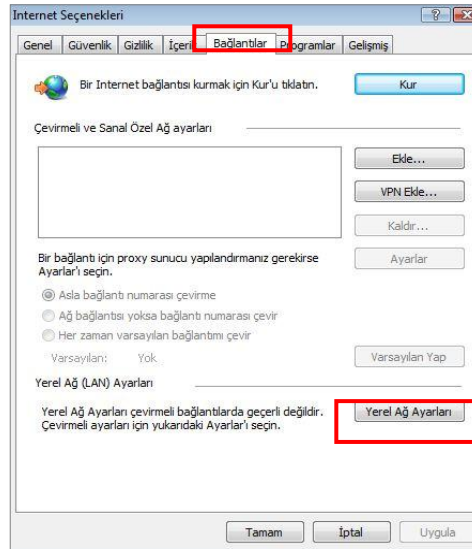 Internet Seçenekleri
Genel Güvenlik Gizlilik İçeri Bağlantılar Programlar Gelişmiş
Bir Internet bağlantısı kurmak için Kur'u tıklatın.
Kur
Çevirmeli ve Sanal Özel Ağ ayarları
Ekle...
VPN Ekle...
Kaldır...
Bir bağlantı için proxy sunucu yapılandırmanız gerekirse
Ayarlar'ı seçin.
Ayarlar
Asla bağlantı numarası çevirme
Ağ bağlantısı yoksa bağlantı numarası çevir
Her zaman varsayılan bağlantımı çevir
Varsayılan: Yok
Varsayılan Yap
Yerel Ağ (LAN) Ayarları
Yerel Ağ Ayarları çevirmeli bağlantılarda geçerli değildir.
Çevirmeli ayarları için yukarıdaki Ayarlar'ı seçin.
Yerel Ağ Ayarları
Tamam İptal Uygula